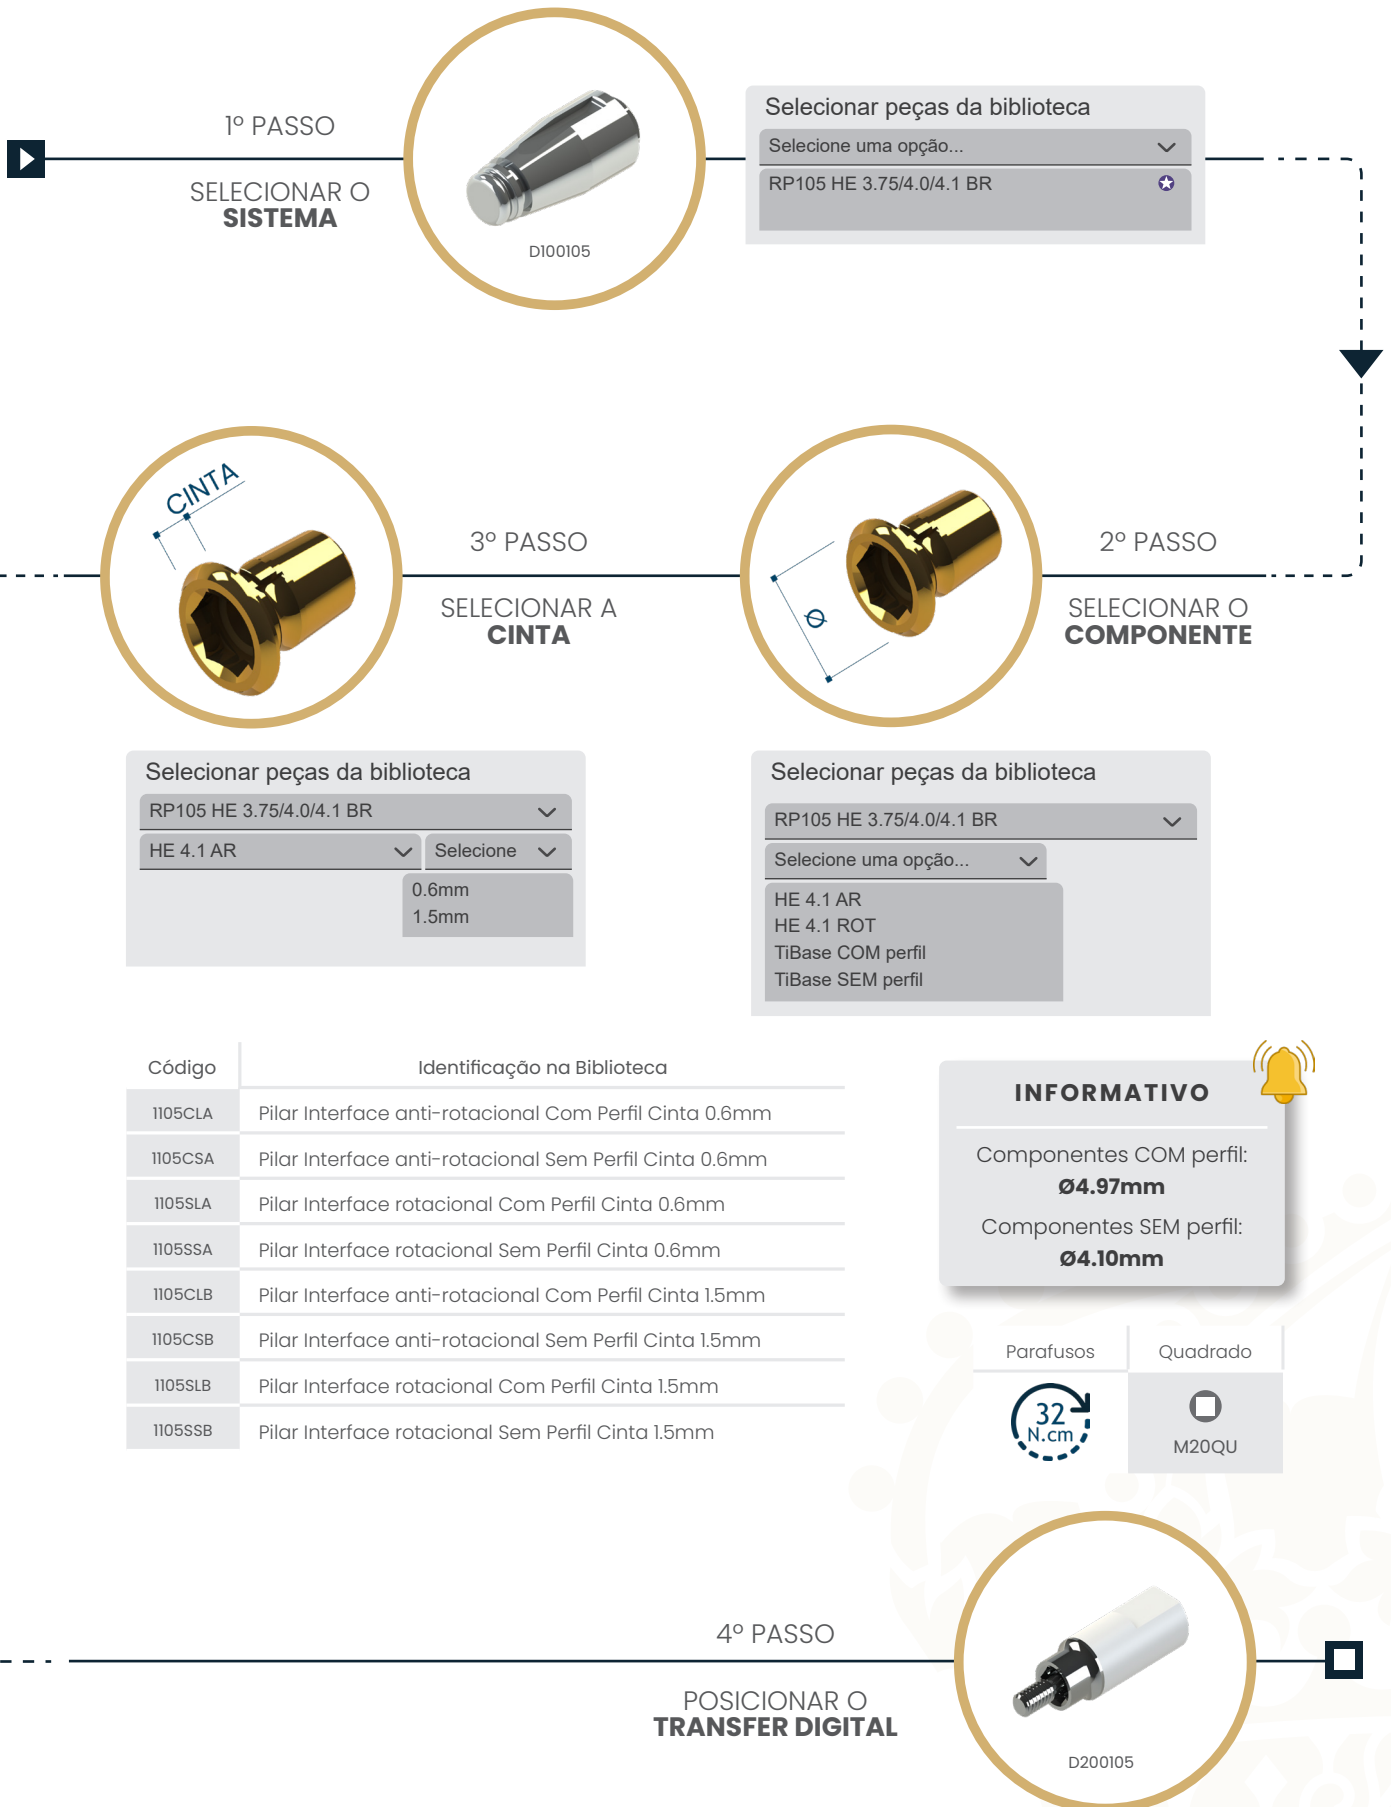 1º PASSO
SELECIONAR O
SISTEMA
D100105
Selecionar peças da biblioteca
Selecione uma opção...
RP105 HE 3.75/4.0/4.1 BR
2º PASSO
SELECIONAR O
COMPONENTE
Ø
Selecionar peças da biblioteca
RP105 HE 3.75/4.0/4.1 BR
Selecione uma opção...
HE 4.1 AR
HE 4.1 ROT
TiBase COM perfil
TiBase SEM perfil
3º PASSO
SELECIONAR A
CINTA
CINTA
Selecionar peças da biblioteca
RP105 HE 3.75/4.0/4.1 BR
HE 4.1 AR Selecione
0.6mm
1.5mm
Código Identificação na Biblioteca
1105CLA Pilar Interface anti-rotacional Com Perfil Cinta 0.6mm
1105CSA Pilar Interface anti-rotacional Sem Perfil Cinta 0.6mm
1105SLA Pilar Interface rotacional Com Perfil Cinta 0.6mm
1105SSA Pilar Interface rotacional Sem Perfil Cinta 0.6mm
1105CLB Pilar Interface anti-rotacional Com Perfil Cinta 1.5mm
1105CSB Pilar Interface anti-rotacional Sem Perfil Cinta 1.5mm
1105SLB Pilar Interface rotacional Com Perfil Cinta 1.5mm
1105SSB Pilar Interface rotacional Sem Perfil Cinta 1.5mm
INFORMATIVO
Componentes COM perfil:
Ø4.97mm
Componentes SEM perfil:
Ø4.10mm
Parafusos Quadrado
32
N.cm
M20QU
4º PASSO
POSICIONAR O
TRANSFER DIGITAL
D200105